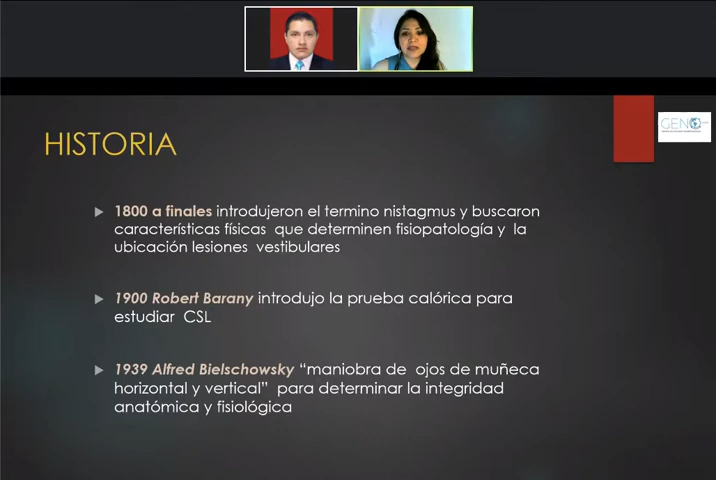 HISTORIA
GEN
1800 a finales introdujeron el termino nistagmus y buscaron
características físicas que determinen fisiopatología y la
ubicación lesiones vestibulares
1900 Robert Barany introdujo la prueba calórica para
estudiar CSL
1939 Alfred Bielschowsky “maniobra de ojos de muñeca
horizontal y vertical” para determinar la integridad
anatómica y fisiológica